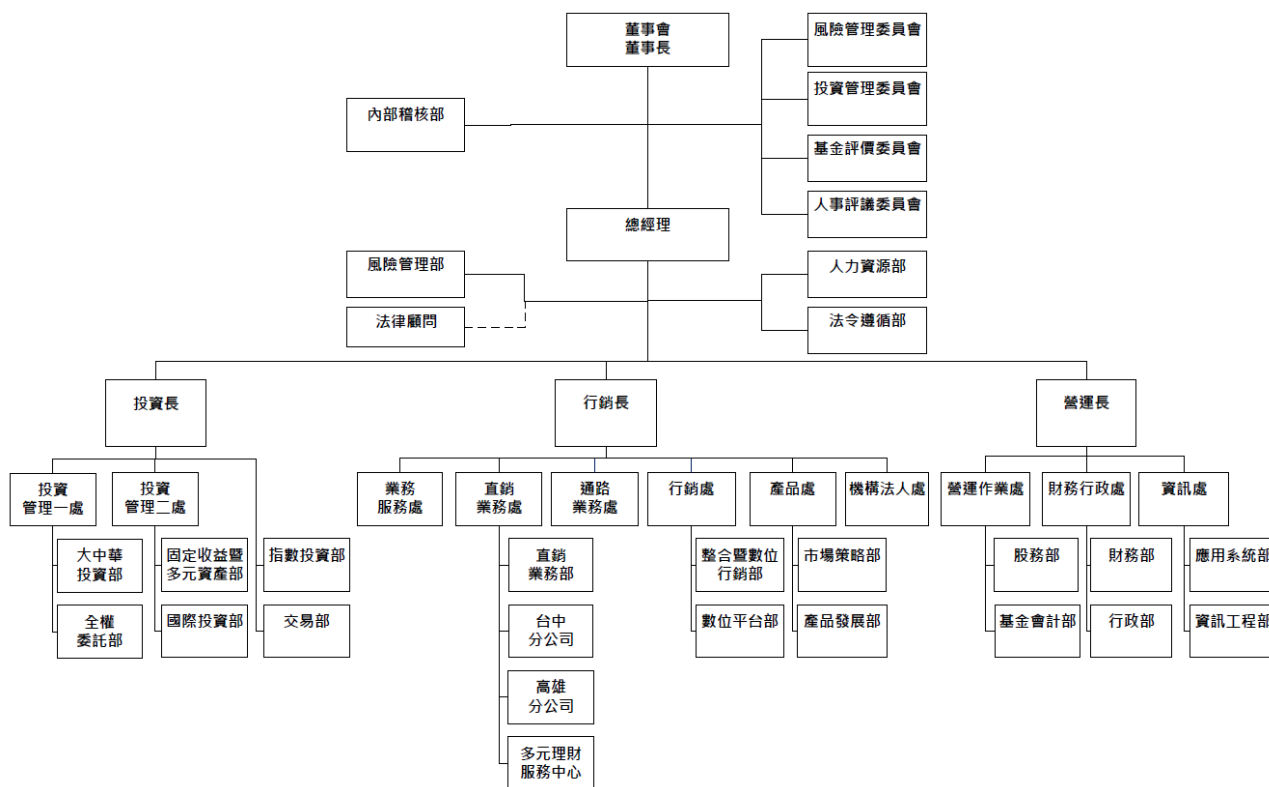 董事會
董事長
風險管理委員會
投資管理委員會
內部稽核部
基金評價委員會
人事評議委員會
總經理
風險管理部
人力資源部
法律顧問
法令遵循部
投資長
行銷長
營運長
投資
管理一處
投資
管理二處
業務
服務處
直銷
業務處
通路
業務處
行銷處
產品處
機構法人處
營運作業處
財務行政處
資訊處
大中華
投資部
固定收益暨
多元資產部
指數投資部
直銷
業務部
整合暨數位
行銷部
市場策略部
股務部
財務部
應用系統部
全權
委託部
國際投資部
交易部
台中
分公司
數位平台部
產品發展部
基金會計部
行政部
資訊工程部
高雄
分公司
多元理財
服務中心